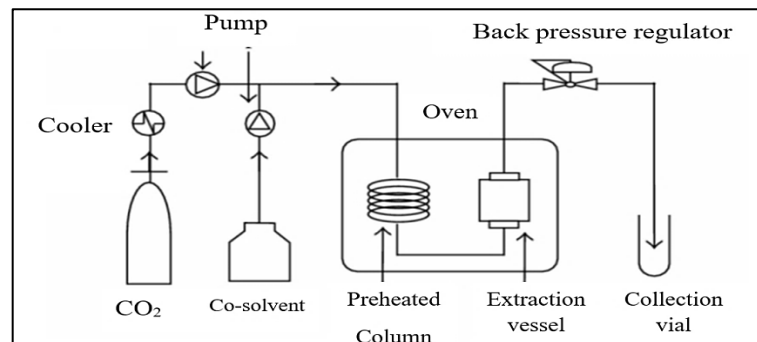 Pump
Back pressure regulator
Cooler
Oven
CO₂
Co-solvent
Preheated
Column
Extraction
vessel
Collection
vial